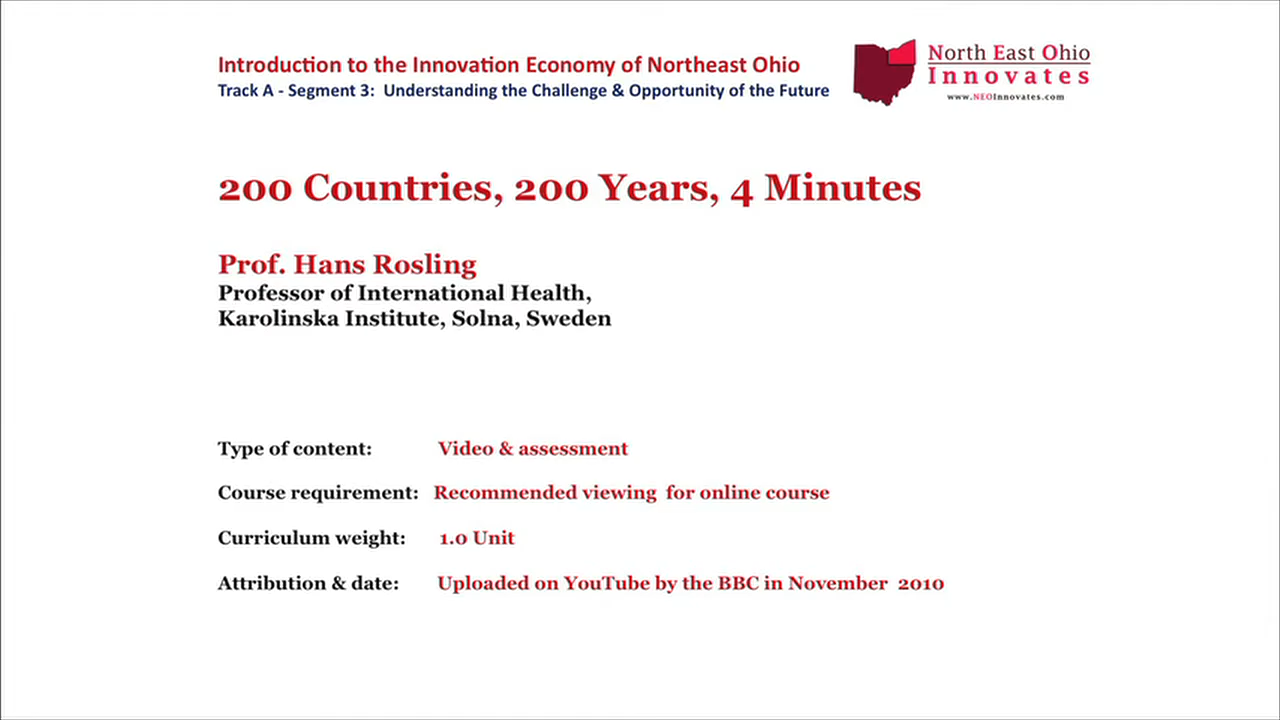 Introduction to the Innovation Economy of Northeast Ohio
Track A - Segment 3: Understanding the Challenge & Opportunity of the Future
North East Ohio
Innovates
www.NEOInnovates.com
200 Countries, 200 Years, 4 Minutes
Prof. Hans Rosling
Professor of International Health,
Karolinska Institute, Solna, Sweden
Type of content: Video & assessment
Course requirement: Recommended viewing for online course
Curriculum weight: 1.0 Unit
Attribution & date: Uploaded on YouTube by the BBC in November 2010